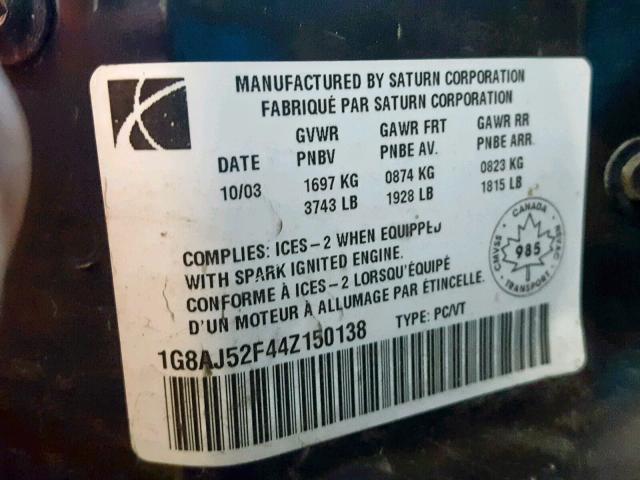 MANUFACTURED BY SATURN CORPORATION
FABRIQUÉ PAR SATURN CORPORATION
GVWR GAWR FRT GAWR RR
DATE PNBV PNBE AV. PNBE ARR.
10/03 1697 KG 0874 KG 0823 KG
3743 LB 1928 LB 1815 LB
COMPLIES: ICES-2 WHEN EQUIPPED
WITH SPARK IGNITED ENGINE.
CONFORME À ICES-2 LORSQU'ÉQUIPÉ
D'UN MOTEUR À ALLUMAGE PAR ÉTINCELLE.
CANADA
CMVSS 985 NSVAC
TRANSPORT
1G8AJ52F44Z150138 TYPE: PC/VT